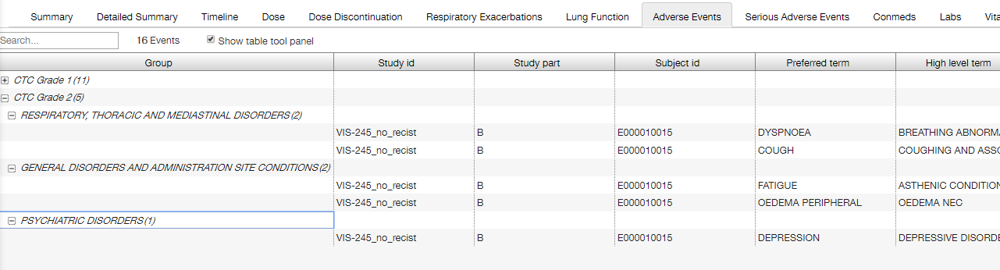 Summary Detailed Summary Timeline Dose Dose Discontinuation Respiratory Exacerbations Lung Function Adverse Events Serious Adverse Events Conmeds Labs Vita
Search... 16 Events Show table tool panel
Group Study id Study part Subject id Preferred term High level term
CTC Grade 1 (11)
CTC Grade 2 (5)
RESPIRATORY, THORACIC AND MEDIASTINAL DISORDERS (2)
VIS-245_no_recist B E000010015 DYSPNOEA BREATHING ABNORMA
VIS-245_no_recist B E000010015 COUGH COUGHING AND ASSO
GENERAL DISORDERS AND ADMINISTRATION SITE CONDITIONS (2)
VIS-245_no_recist B E000010015 FATIGUE ASTHENIC CONDITION
VIS-245_no_recist B E000010015 OEDEMA PERIPHERAL OEDEMA NEC
PSYCHIATRIC DISORDERS (1)
VIS-245_no_recist B E000010015 DEPRESSION DEPRESSIVE DISORDE